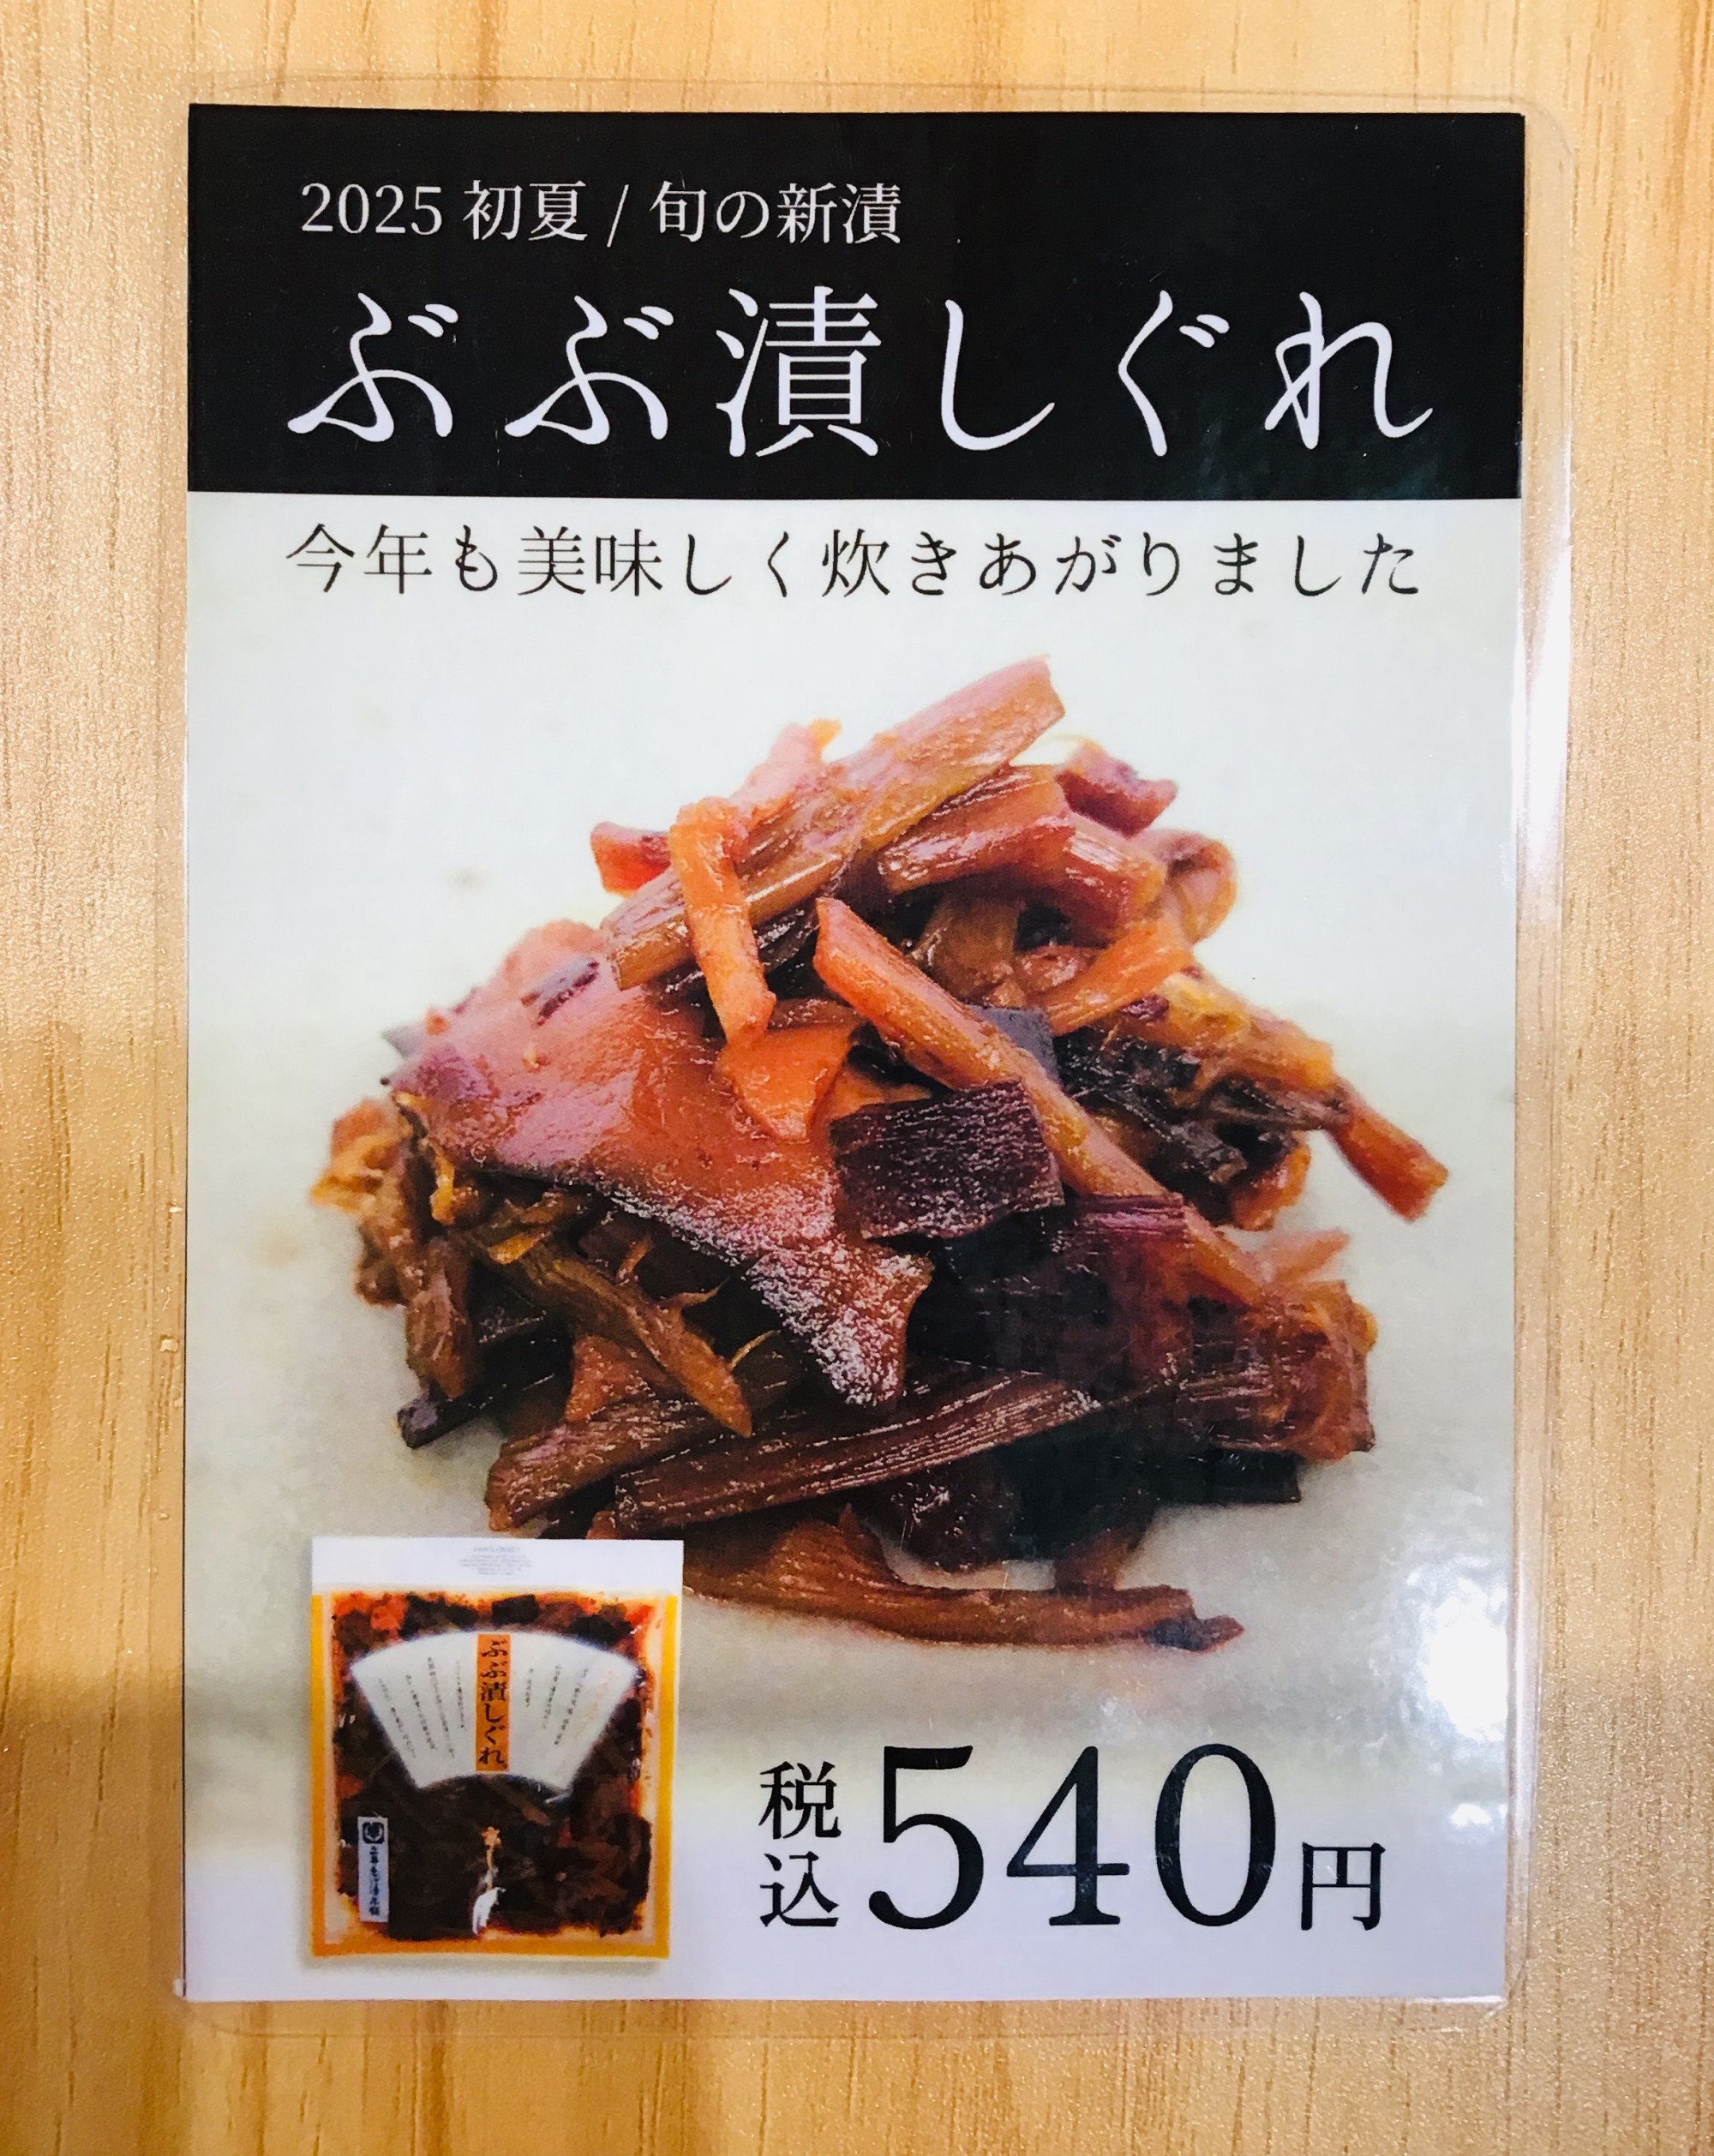 2025 初夏 / 旬の新漬
ぶぶ漬しぐれ
今年も美味しく炊きあがりました
ぶぶ漬しぐれ
税込540円